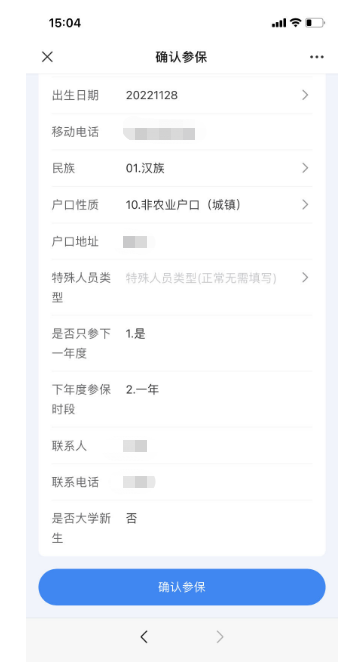 15:04
确认参保
出生日期 20221128
移动电话
民族 01.汉族
户口性质 10.非农业户口（城镇）
户口地址
特殊人员类 特殊人员类型(正常无需填写)
型
是否只参下 1.是
一年度
下年度参保 2.一年
时段
联系人
联系电话
是否大学新 否
生
确认参保